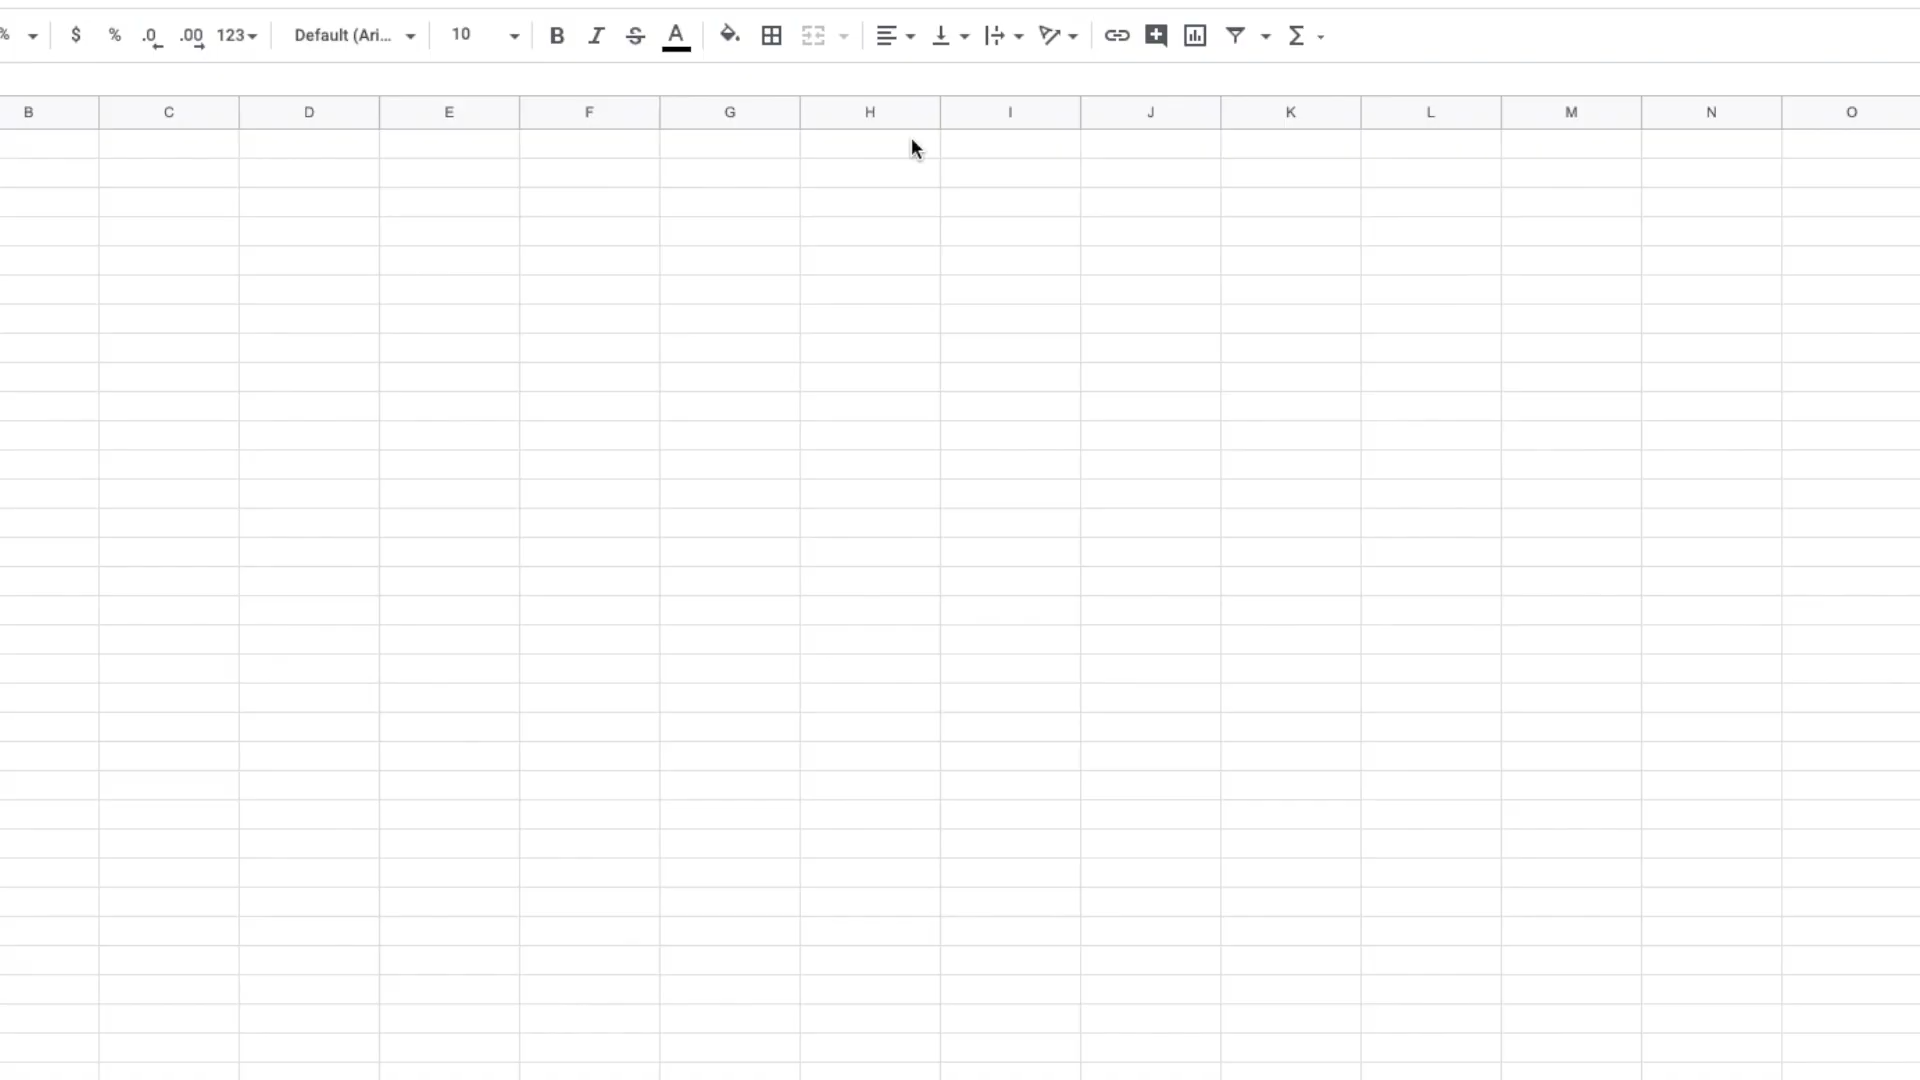 % $ % .0 .00 123 Default (Ari... 10 B I S A Σ
B C D E F G H I J K L M N O